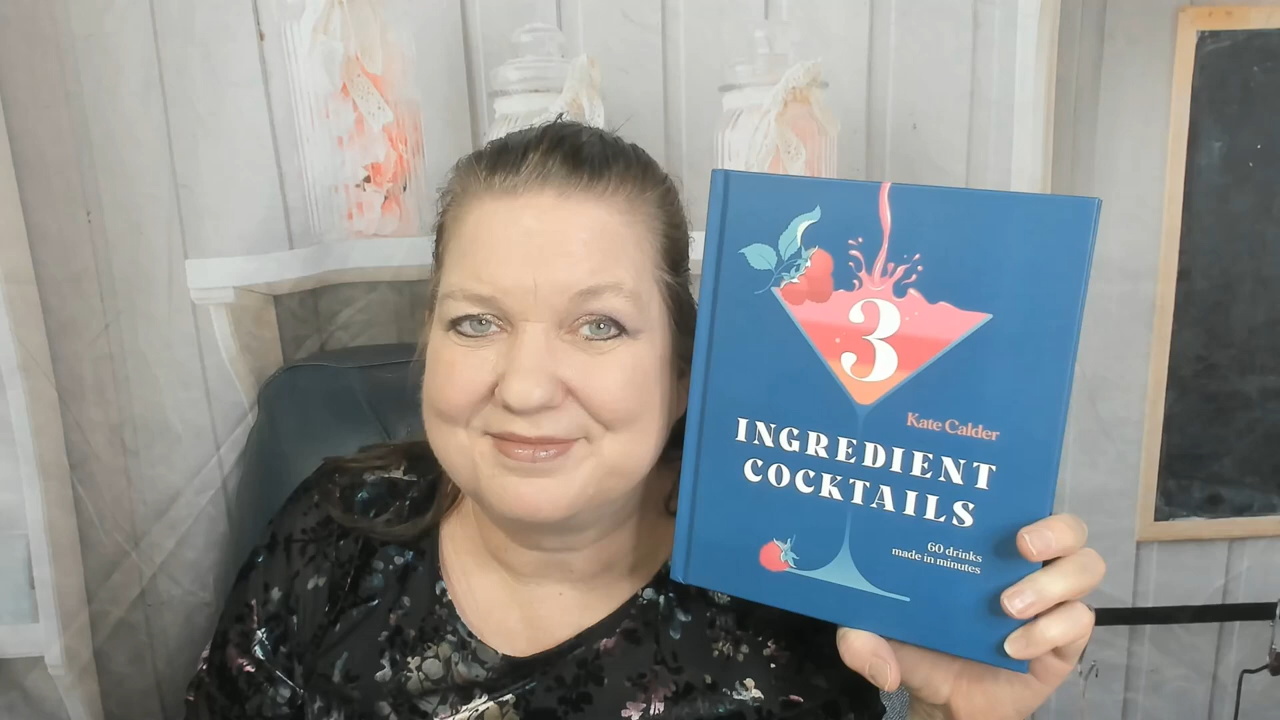 3
Kate Calder
INGREDIENT
COCKTAILS
60 drinks
made in minutes